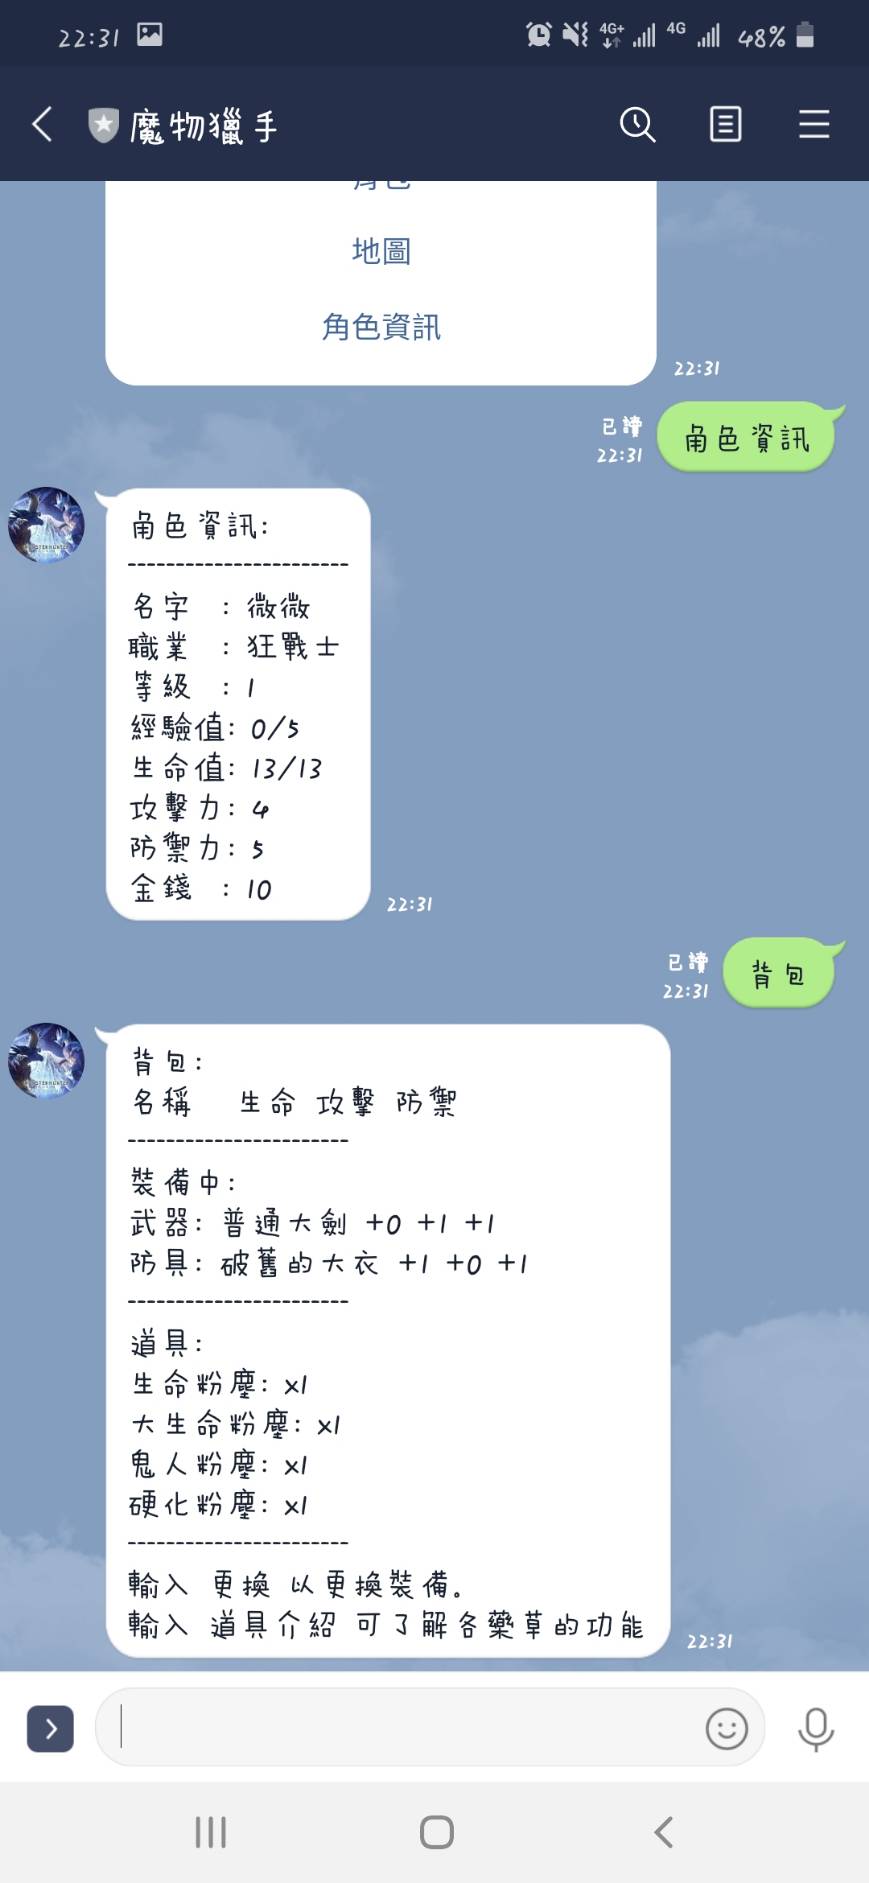 22:31
4G+ 4G 48%
魔物獵手
角色
地圖
角色資訊
22:31
已讀
22:31
角色資訊
角色資訊:
-----------------------
名字 : 微微
職業 : 狂戰士
等級 : 1
經驗值: 0/5
生命值: 13/13
攻擊力: 4
防禦力: 5
金錢 : 10
22:31
已讀
22:31
背包
背包:
名稱 生命 攻擊 防禦
-----------------------
裝備中:
武器: 普通大劍 +0 +1 +1
防具: 破舊的大衣 +1 +0 +1
-----------------------
道具:
生命粉塵: x1
大生命粉塵: x1
鬼人粉塵: x1
硬化粉塵: x1
-----------------------
輸入 更換 以更換裝備。
輸入 道具介紹 可了解各藥草的功能
22:31